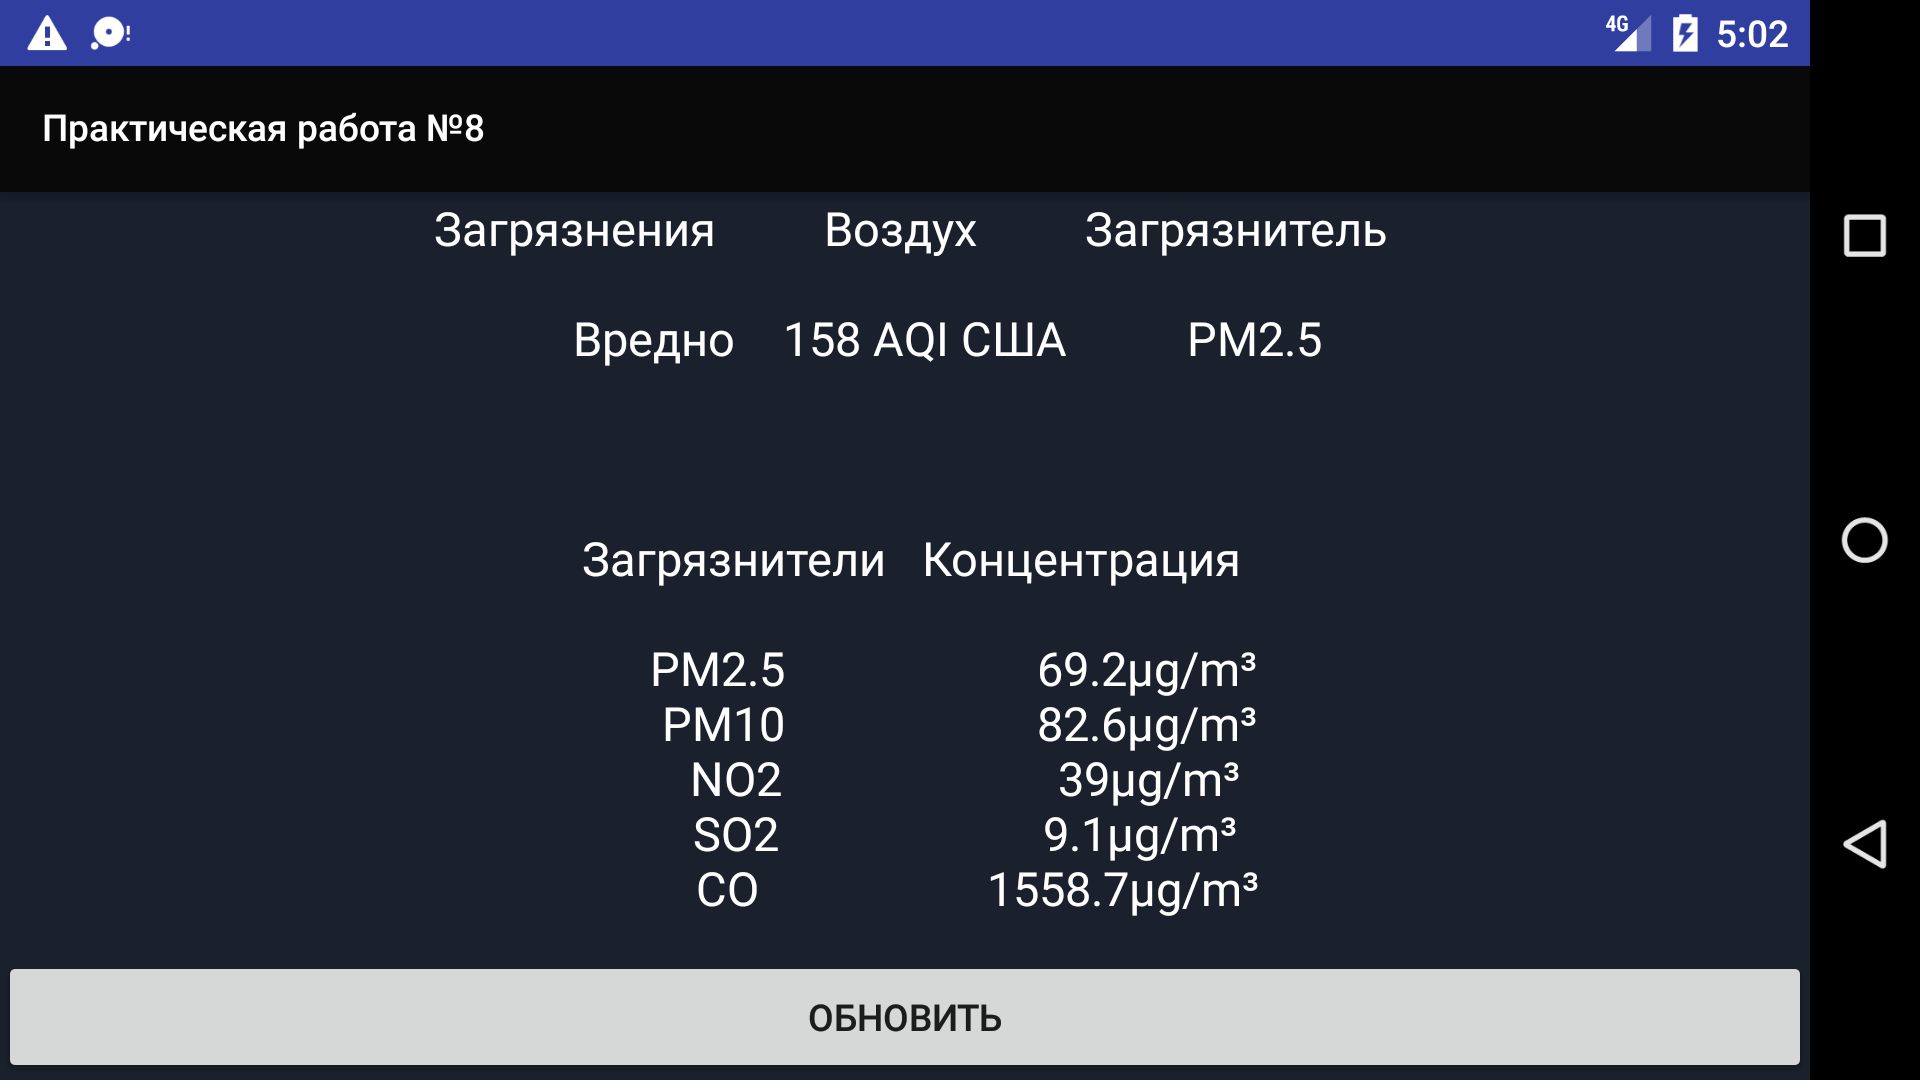 4G 5:02
Практическая работа №8
Загрязнения Воздух Загрязнитель
Вредно 158 AQI США PM2.5
Загрязнители Концентрация
PM2.5 69.2µg/m³
PM10 82.6µg/m³
NO2 39µg/m³
SO2 9.1µg/m³
CO 1558.7µg/m³
ОБНОВИТЬ